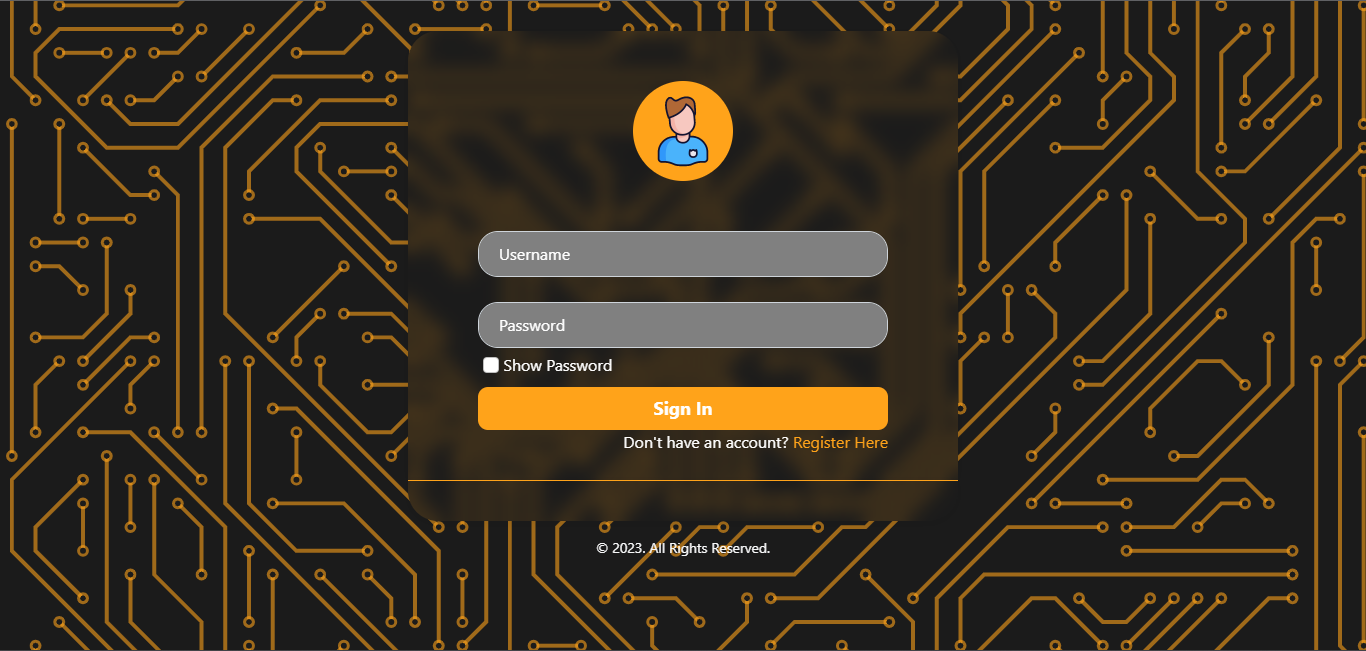 Username
Password
Show Password
Sign In
Don't have an account? Register Here
© 2023. All Rights Reserved.